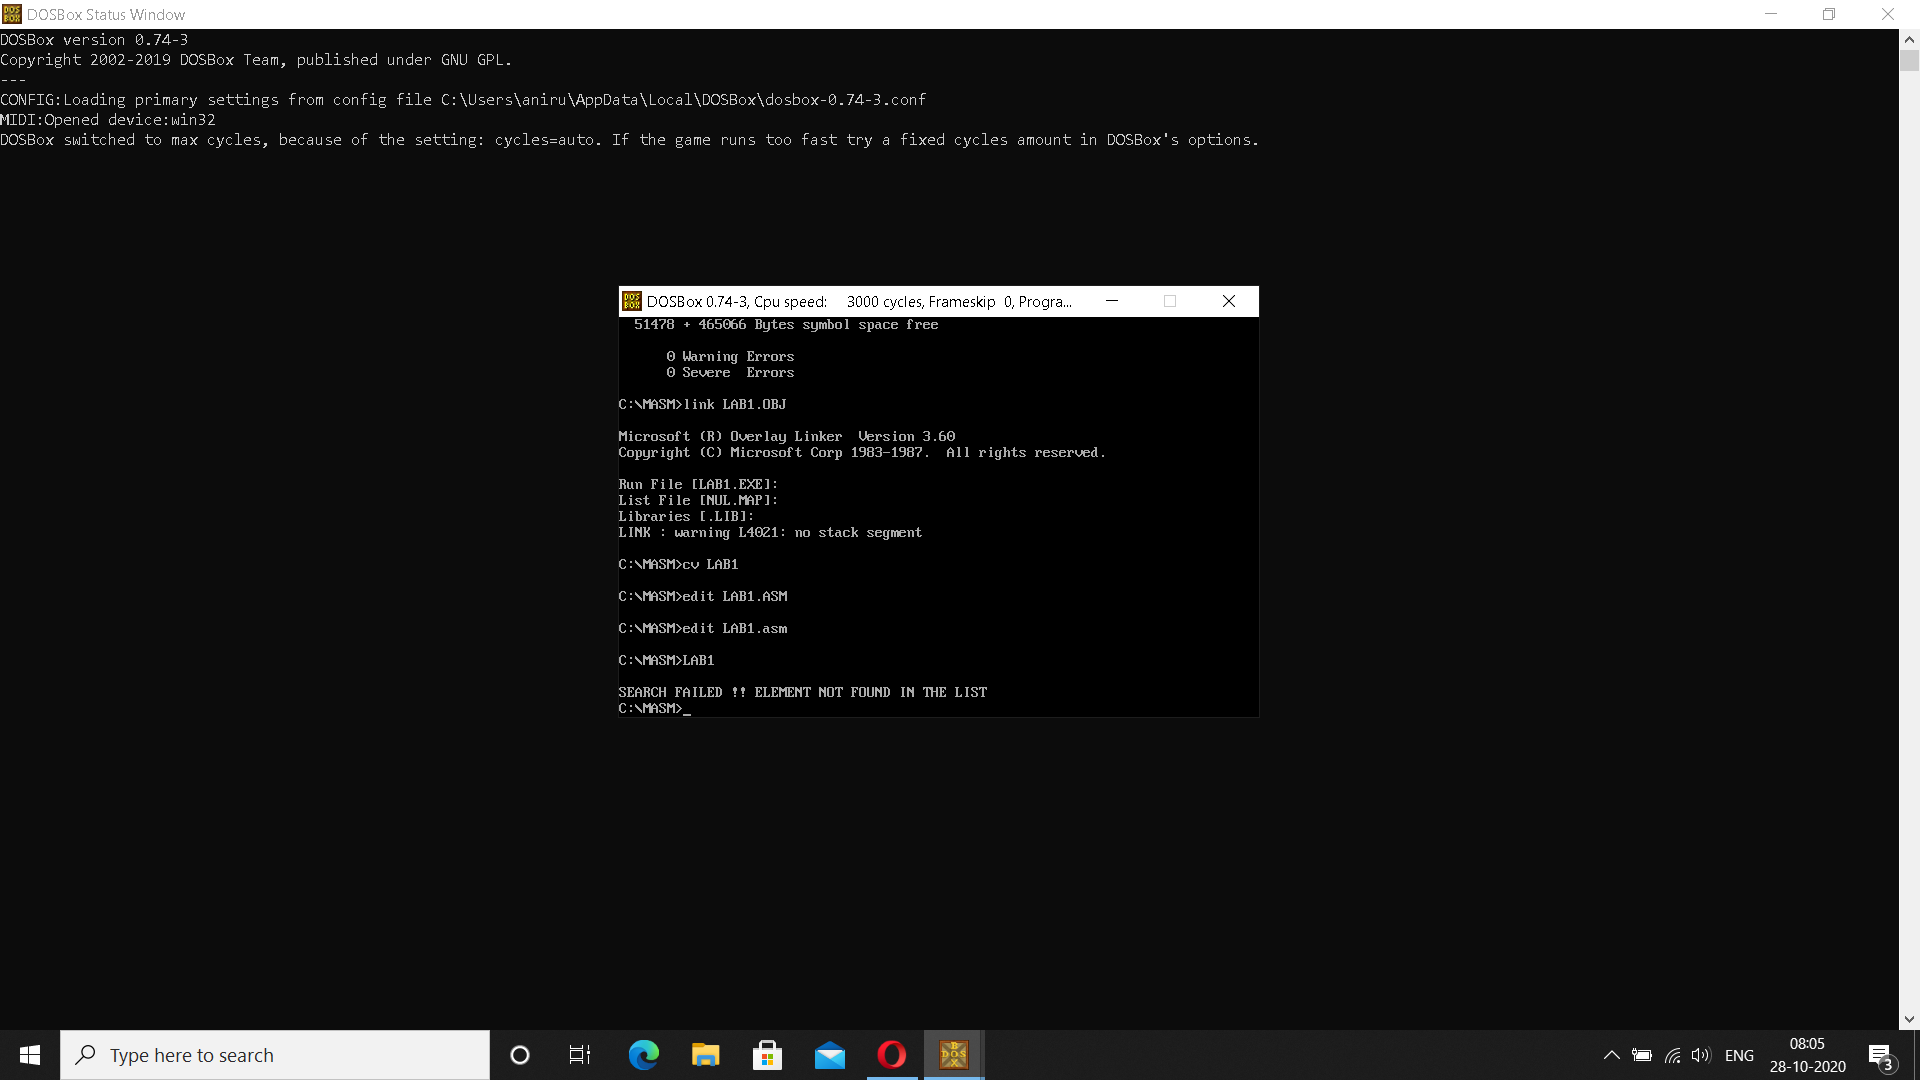 DOSBox Status Window
DOSBox version 0.74-3
Copyright 2002-2019 DOSBox Team, published under GNU GPL.
---
CONFIG:Loading primary settings from config file C:\Users\aniru\AppData\Local\DOSBox\dosbox-0.74-3.conf
MIDI:Opened device:win32
DOSBox switched to max cycles, because of the setting: cycles=auto. If the game runs too fast try a fixed cycles amount in DOSBox's options.
DOSBox 0.74-3, Cpu speed: 3000 cycles, Frameskip 0, Progra...
51478 + 465066 Bytes symbol space free
0 Warning Errors
0 Severe Errors
C:\MASM>link LAB1.OBJ
Microsoft (R) Overlay Linker Version 3.60
Copyright (C) Microsoft Corp 1983-1987. All rights reserved.
Run File [LAB1.EXE]:
List File [NUL.MAP]:
Libraries [.LIB]:
LINK : warning L4021: no stack segment
C:\MASM>cv LAB1
C:\MASM>edit LAB1.ASM
C:\MASM>edit LAB1.asm
C:\MASM>LAB1
SEARCH FAILED !! ELEMENT NOT FOUND IN THE LIST
C:\MASM>_
Type here to search
ENG
08:05
28-10-2020
3